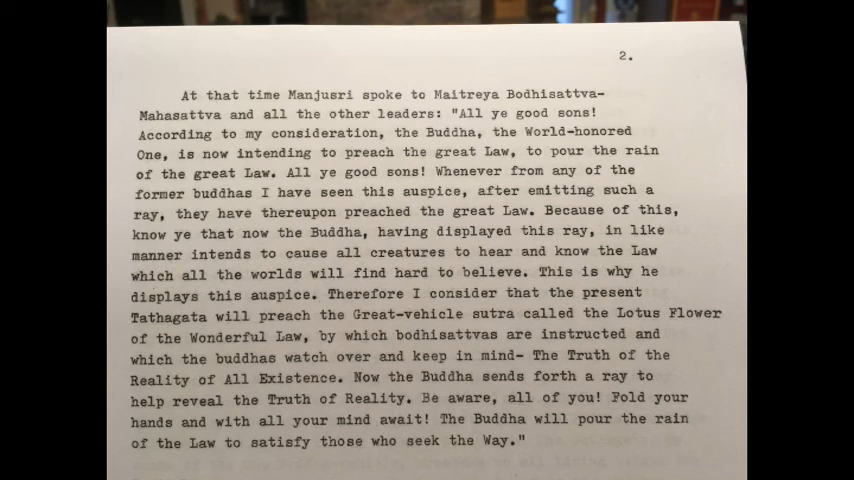 2.
At that time Manjusri spoke to Maitreya Bodhisattva-
Mahasattva and all the other leaders: "All ye good sons!
According to my consideration, the Buddha, the World-honored
One, is now intending to preach the great Law, to pour the rain
of the great Law. All ye good sons! Whenever from any of the
former buddhas I have seen this auspice, after emitting such a
ray, they have thereupon preached the great Law. Because of this,
know ye that now the Buddha, having displayed this ray, in like
manner intends to cause all creatures to hear and know the Law
which all the worlds will find hard to believe. This is why he
displays this auspice. Therefore I consider that the present
Tathagata will preach the Great-vehicle sutra called the Lotus Flower
of the Wonderful Law, by which bodhisattvas are instructed and
which the buddhas watch over and keep in mind- The Truth of the
Reality of All Existence. Now the Buddha sends forth a ray to
help reveal the Truth of Reality. Be aware, all of you! Fold your
hands and with all your mind await! The Buddha will pour the rain
of the Law to satisfy those who seek the Way."